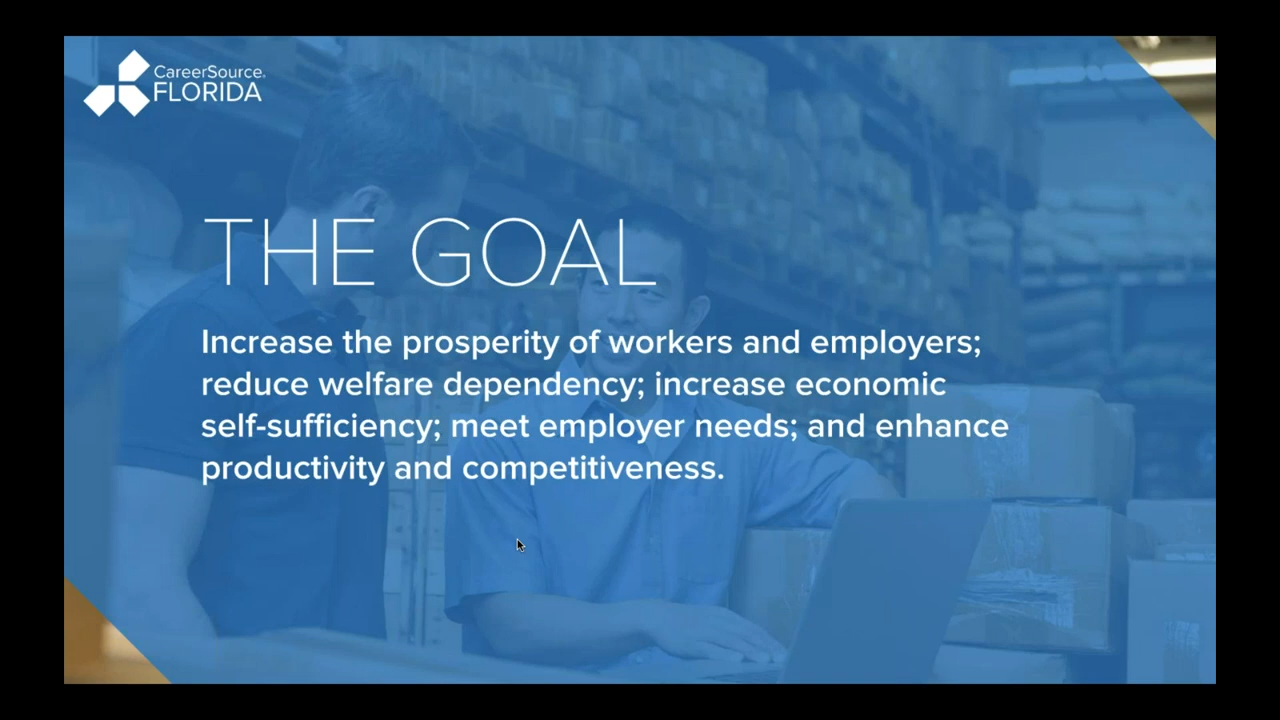 CareerSource
FLORIDA
THE GOAL
Increase the prosperity of workers and employers;
reduce welfare dependency; increase economic
self-sufficiency; meet employer needs; and enhance
productivity and competitiveness.